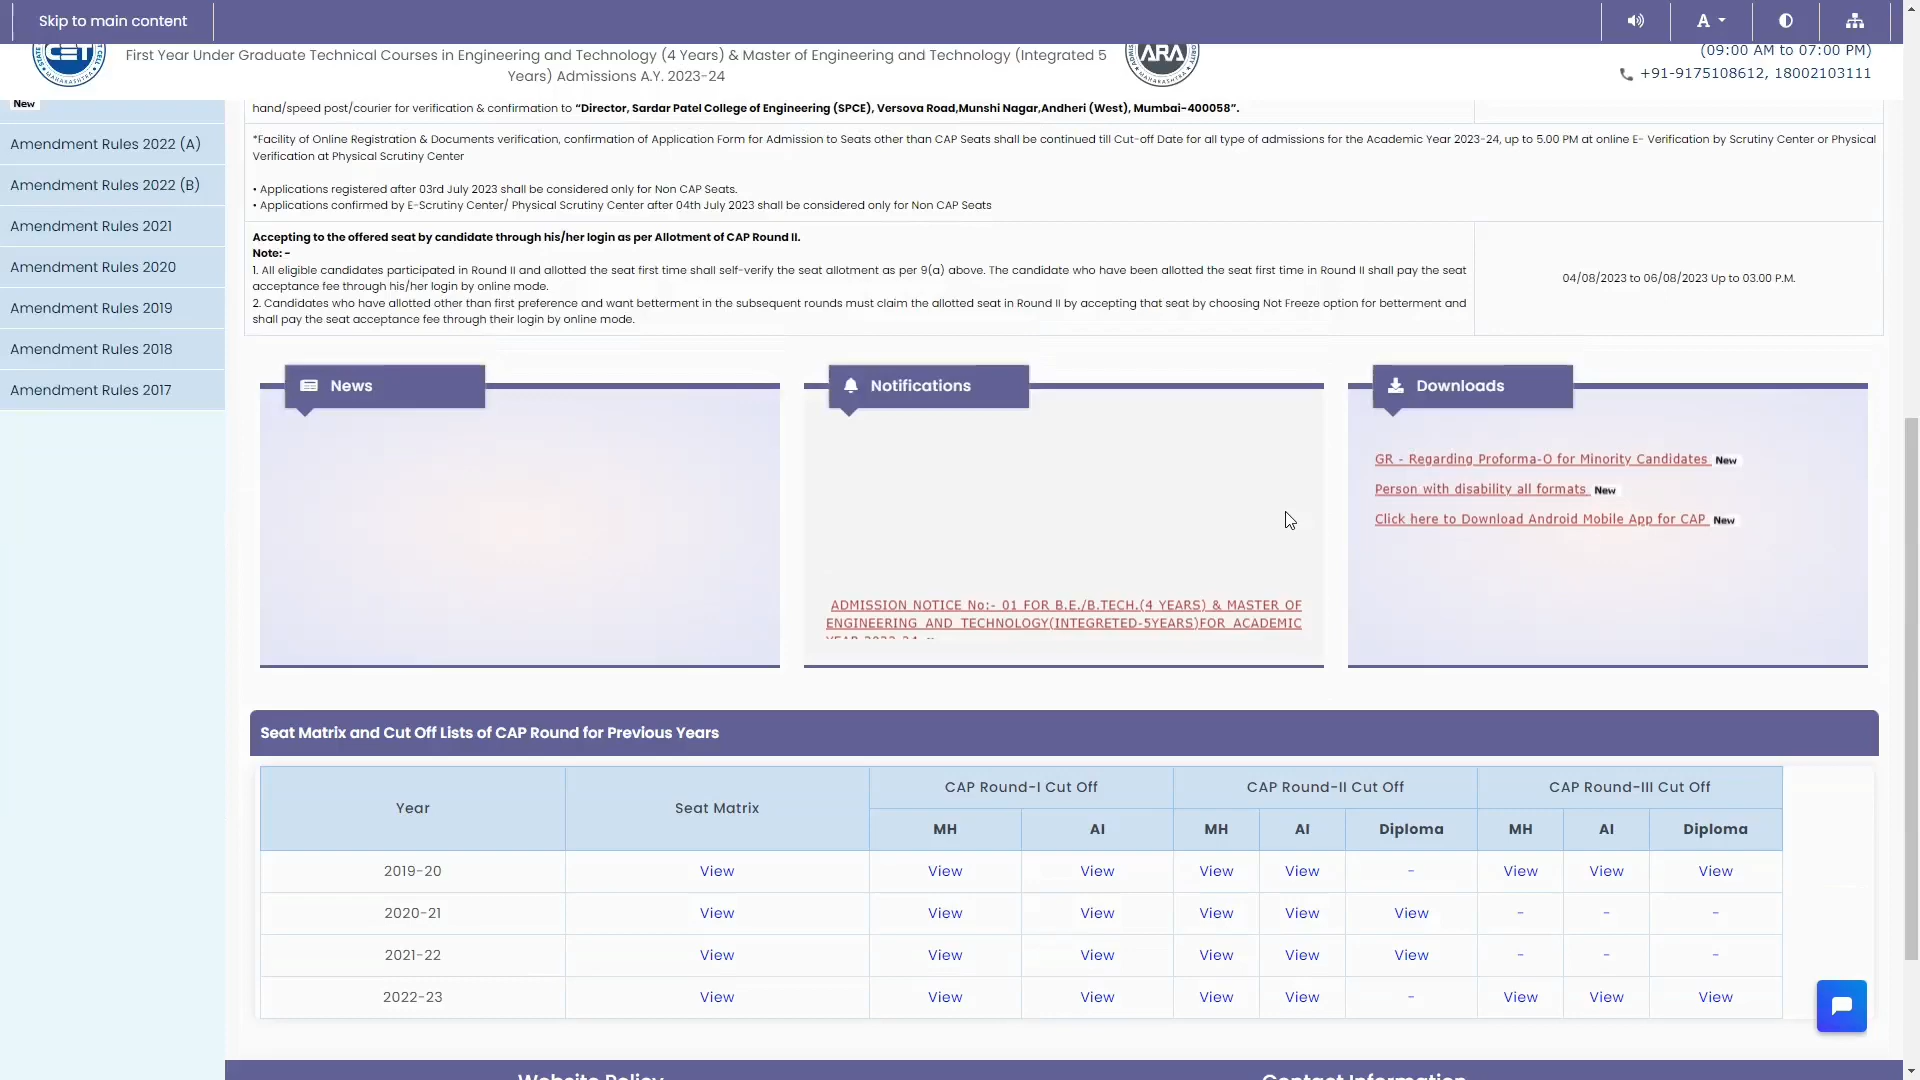 Skip to main content
A
CET
MAHARASHTRA
First Year Under Graduate Technical Courses in Engineering and Technology (4 Years) & Master of Engineering and Technology (Integrated 5
Years) Admissions A.Y. 2023-24
ARA
MAHARASHTRA
(09:00 AM to 07:00 PM)
+91-9175108612, 18002103111
New
Amendment Rules 2022 (A)
Amendment Rules 2022 (B)
Amendment Rules 2021
Amendment Rules 2020
Amendment Rules 2019
Amendment Rules 2018
Amendment Rules 2017
hand/speed post/courier for verification & confirmation to “Director, Sardar Patel College of Engineering (SPCE), Versova Road,Munshi Nagar,Andheri (West), Mumbai-400058”.
*Facility of Online Registration & Documents verification, confirmation of Application Form for Admission to Seats other than CAP Seats shall be continued till Cut-off Date for all type of admissions for the Academic Year 2023-24, up to 5.00 PM at online E- Verification by Scrutiny Center or Physical
Verification at Physical Scrutiny Center
• Applications registered after 03rd July 2023 shall be considered only for Non CAP Seats.
• Applications confirmed by E-Scrutiny Center/ Physical Scrutiny Center after 04th July 2023 shall be considered only for Non CAP Seats
Accepting to the offered seat by candidate through his/her login as per Allotment of CAP Round II.
Note: -
1. All eligible candidates participated in Round II and allotted the seat first time shall self-verify the seat allotment as per 9(a) above. The candidate who have been allotted the seat first time in Round II shall pay the seat
acceptance fee through his/her login by online mode.
2. Candidates who have allotted other than first preference and want betterment in the subsequent rounds must claim the allotted seat in Round II by accepting that seat by choosing Not Freeze option for betterment and
shall pay the seat acceptance fee through their login by online mode.
04/08/2023 to 06/08/2023 Up to 03.00 P.M.
News
Notifications
ADMISSION NOTICE No:- 01 FOR B.E./B.TECH.(4 YEARS) & MASTER OF
ENGINEERING AND TECHNOLOGY(INTEGRETED-5YEARS)FOR ACADEMIC
Downloads
GR - Regarding Proforma-O for Minority Candidates New
Person with disability all formats New
Click here to Download Android Mobile App for CAP New
Seat Matrix and Cut Off Lists of CAP Round for Previous Years
Year Seat Matrix CAP Round-I Cut Off CAP Round-II Cut Off CAP Round-III Cut Off
MH AI MH AI Diploma MH AI Diploma
2019-20 View View View View View - View View View
2020-21 View View View View View View - - -
2021-22 View View View View View View - - -
2022-23 View View View View View - View View View
Website Policy
Contact Information